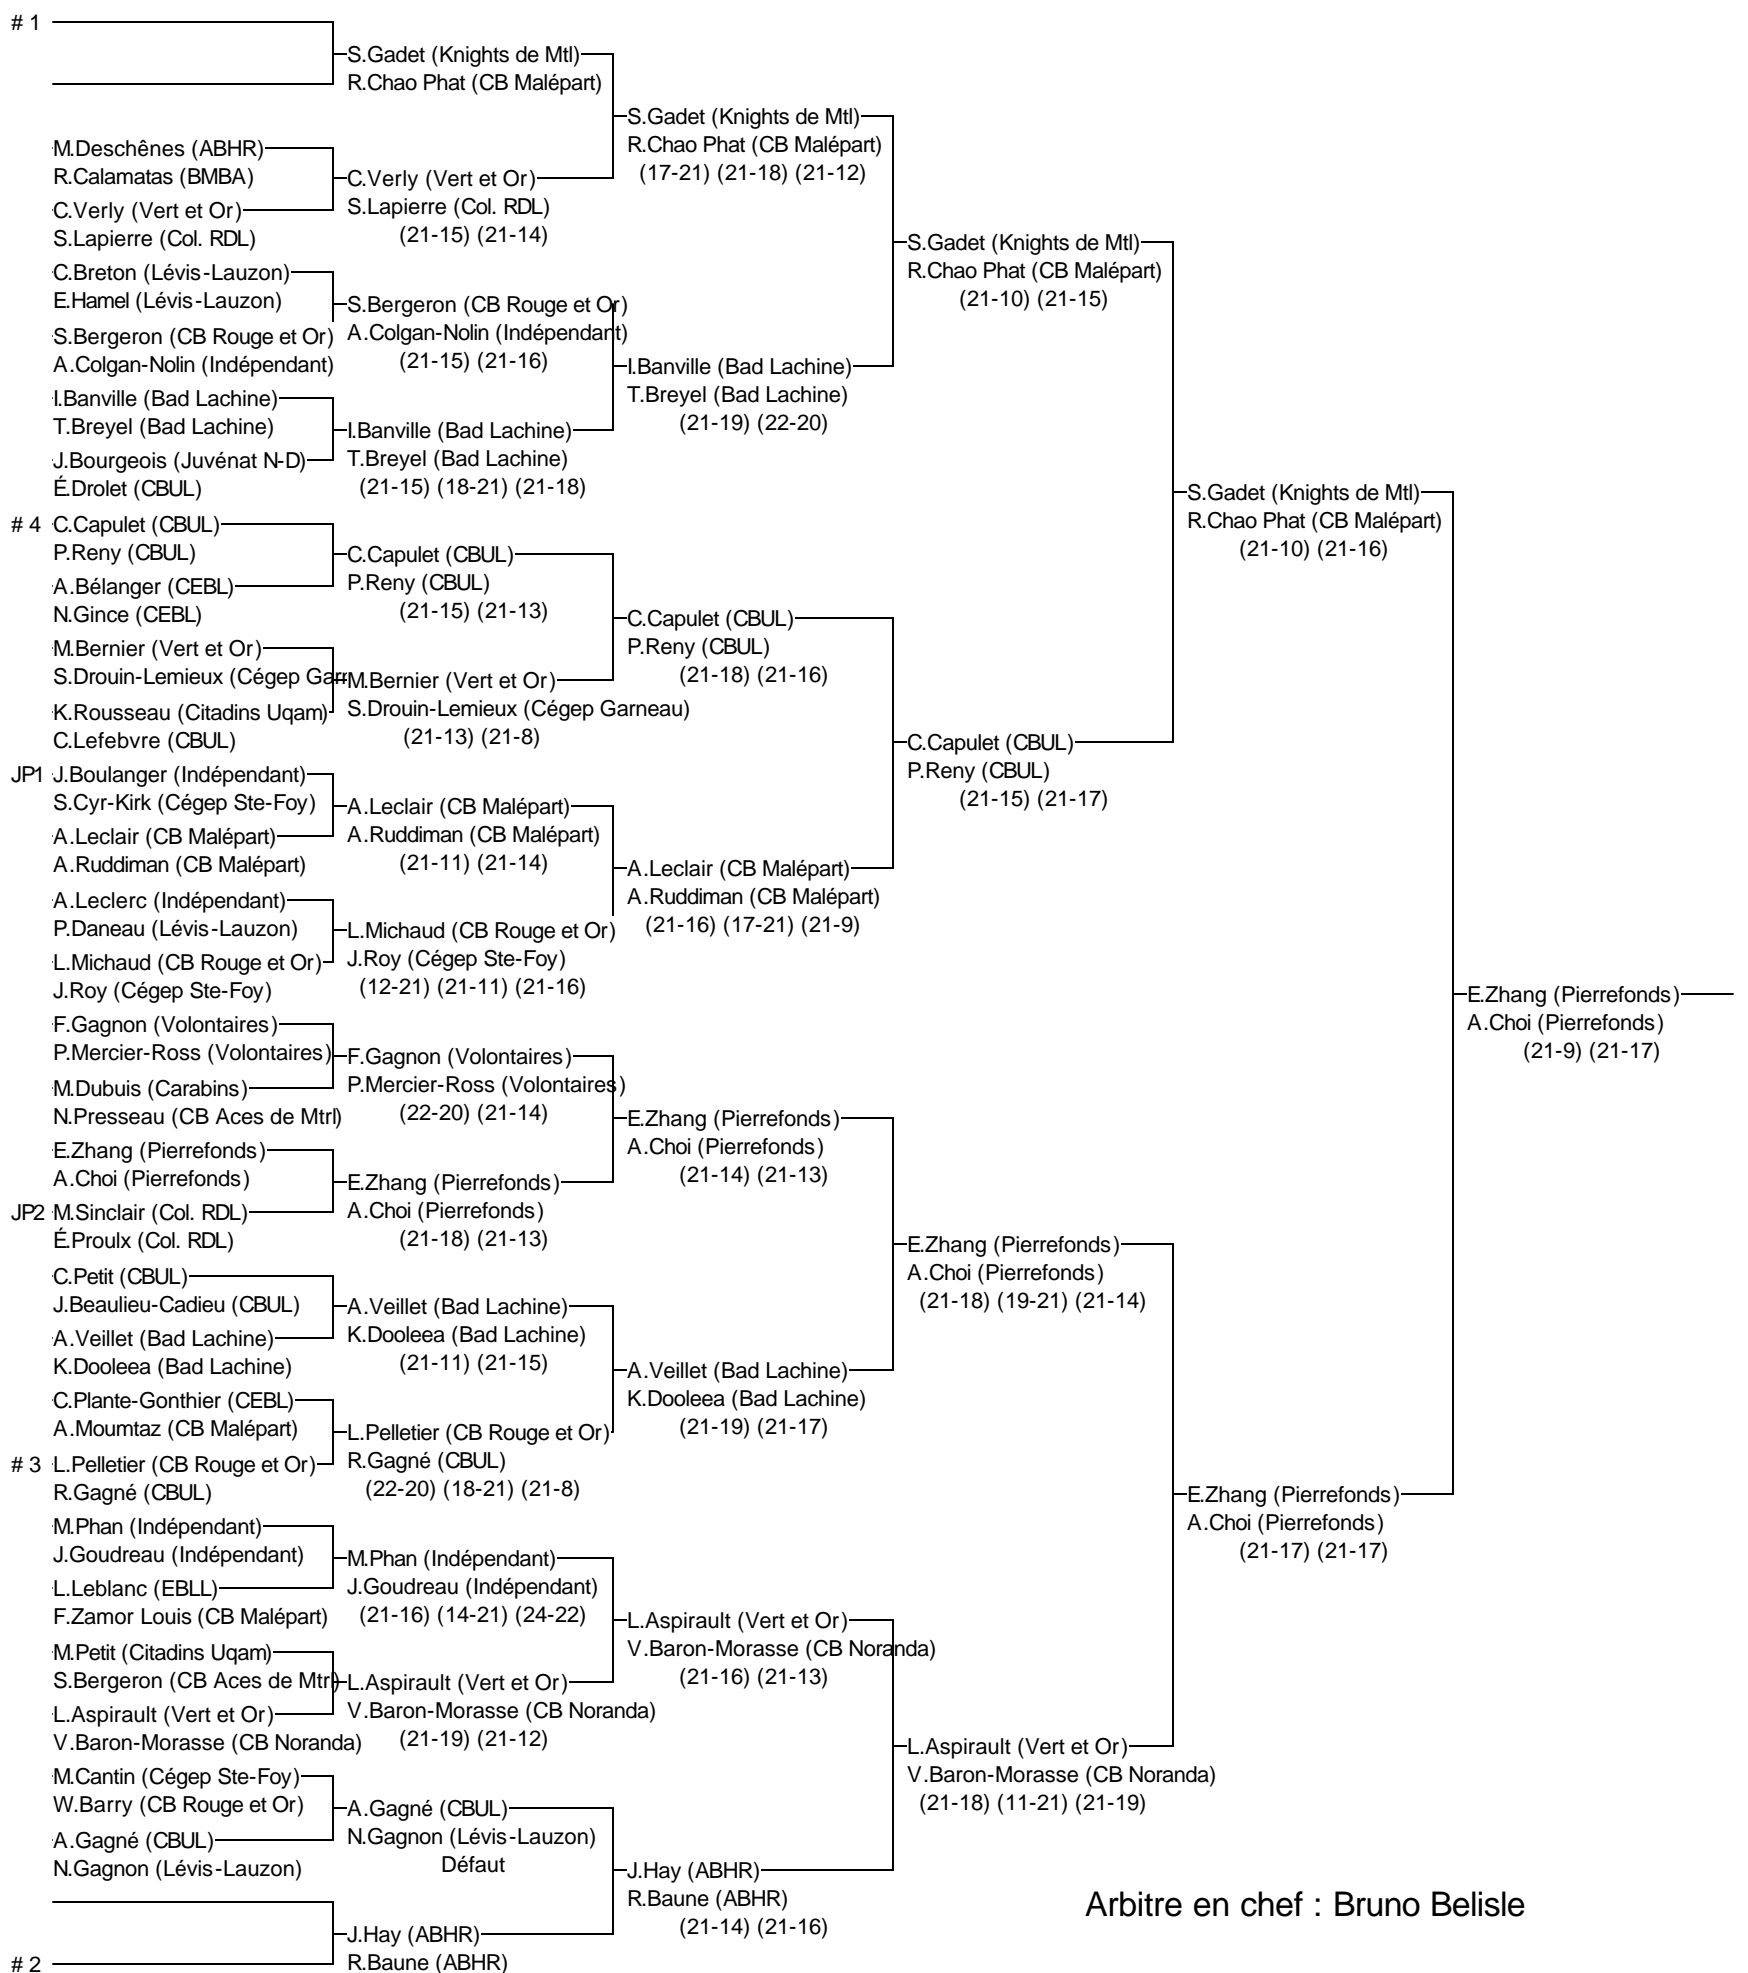 # 1
S.Gadet (Knights de Mtl)
R.Chao Phat (CB Malépart)
M.Deschênes (ABHR)
R.Calamatas (BMBA)
C.Verly (Vert et Or)
S.Lapierre (Col. RDL)
C.Breton (Lévis-Lauzon)
E.Hamel (Lévis-Lauzon)
S.Bergeron (CB Rouge et Or)
A.Colgan-Nolin (Indépendant)
I.Banville (Bad Lachine)
T.Breyel (Bad Lachine)
J.Bourgeois (Juvénat N-D)
É.Drolet (CBUL)
# 4 C.Capulet (CBUL)
P.Reny (CBUL)
A.Bélanger (CEBL)
N.Gince (CEBL)
M.Bernier (Vert et Or)
S.Drouin-Lemieux (Cégep Garr
K.Rousseau (Citadins Uqam)
C.Lefebvre (CBUL)
JP1 J.Boulanger (Indépendant)
S.Cyr-Kirk (Cégep Ste-Foy)
A.Leclair (CB Malépart)
A.Ruddiman (CB Malépart)
A.Leclerc (Indépendant)
P.Daneau (Lévis-Lauzon)
L.Michaud (CB Rouge et Or)
J.Roy (Cégep Ste-Foy)
F.Gagnon (Volontaires)
P.Mercier-Ross (Volontaires)
M.Dubuis (Carabins)
N.Presseau (CB Aces de Mtrl)
E.Zhang (Pierrefonds)
A.Choi (Pierrefonds)
JP2 M.Sinclair (Col. RDL)
É.Proulx (Col. RDL)
C.Petit (CBUL)
J.Beaulieu-Cadieu (CBUL)
A.Veillet (Bad Lachine)
K.Dooleea (Bad Lachine)
C.Plante-Gonthier (CEBL)
A.Moumtaz (CB Malépart)
# 3 L.Pelletier (CB Rouge et Or)
R.Gagné (CBUL)
M.Phan (Indépendant)
J.Goudreau (Indépendant)
L.Leblanc (EBLL)
F.Zamor Louis (CB Malépart)
M.Petit (Citadins Uqam)
S.Bergeron (CB Aces de Mtrl)
L.Aspirault (Vert et Or)
V.Baron-Morasse (CB Noranda)
M.Cantin (Cégep Ste-Foy)
W.Barry (CB Rouge et Or)
A.Gagné (CBUL)
N.Gagnon (Lévis-Lauzon)
# 2
C.Verly (Vert et Or)
S.Lapierre (Col. RDL)
(21-15) (21-14)
S.Bergeron (CB Rouge et Or)
A.Colgan-Nolin (Indépendant)
(21-15) (21-16)
I.Banville (Bad Lachine)
T.Breyel (Bad Lachine)
(21-15) (18-21) (21-18)
C.Capulet (CBUL)
P.Reny (CBUL)
(21-15) (21-13)
M.Bernier (Vert et Or)
S.Drouin-Lemieux (Cégep Garneau)
(21-13) (21-8)
A.Leclair (CB Malépart)
A.Ruddiman (CB Malépart)
(21-11) (21-14)
L.Michaud (CB Rouge et Or)
J.Roy (Cégep Ste-Foy)
(12-21) (21-11) (21-16)
F.Gagnon (Volontaires)
P.Mercier-Ross (Volontaires)
(22-20) (21-14)
E.Zhang (Pierrefonds)
A.Choi (Pierrefonds)
(21-18) (21-13)
A.Veillet (Bad Lachine)
K.Dooleea (Bad Lachine)
(21-11) (21-15)
L.Pelletier (CB Rouge et Or)
R.Gagné (CBUL)
(22-20) (18-21) (21-8)
M.Phan (Indépendant)
J.Goudreau (Indépendant)
(21-16) (14-21) (24-22)
L.Aspirault (Vert et Or)
V.Baron-Morasse (CB Noranda)
(21-19) (21-12)
A.Gagné (CBUL)
N.Gagnon (Lévis-Lauzon)
Défaut
J.Hay (ABHR)
R.Baune (ABHR)
S.Gadet (Knights de Mtl)
R.Chao Phat (CB Malépart)
(17-21) (21-18) (21-12)
I.Banville (Bad Lachine)
T.Breyel (Bad Lachine)
(21-19) (22-20)
C.Capulet (CBUL)
P.Reny (CBUL)
(21-18) (21-16)
A.Leclair (CB Malépart)
A.Ruddiman (CB Malépart)
(21-16) (17-21) (21-9)
E.Zhang (Pierrefonds)
A.Choi (Pierrefonds)
(21-14) (21-13)
A.Veillet (Bad Lachine)
K.Dooleea (Bad Lachine)
(21-19) (21-17)
L.Aspirault (Vert et Or)
V.Baron-Morasse (CB Noranda)
(21-16) (21-13)
J.Hay (ABHR)
R.Baune (ABHR)
(21-14) (21-16)
S.Gadet (Knights de Mtl)
R.Chao Phat (CB Malépart)
(21-10) (21-15)
C.Capulet (CBUL)
P.Reny (CBUL)
(21-15) (21-17)
E.Zhang (Pierrefonds)
A.Choi (Pierrefonds)
(21-18) (19-21) (21-14)
L.Aspirault (Vert et Or)
V.Baron-Morasse (CB Noranda)
(21-18) (11-21) (21-19)
S.Gadet (Knights de Mtl)
R.Chao Phat (CB Malépart)
(21-10) (21-16)
E.Zhang (Pierrefonds)
A.Choi (Pierrefonds)
(21-17) (21-17)
E.Zhang (Pierrefonds)
A.Choi (Pierrefonds)
(21-9) (21-17)
Arbitre en chef : Bruno Belisle